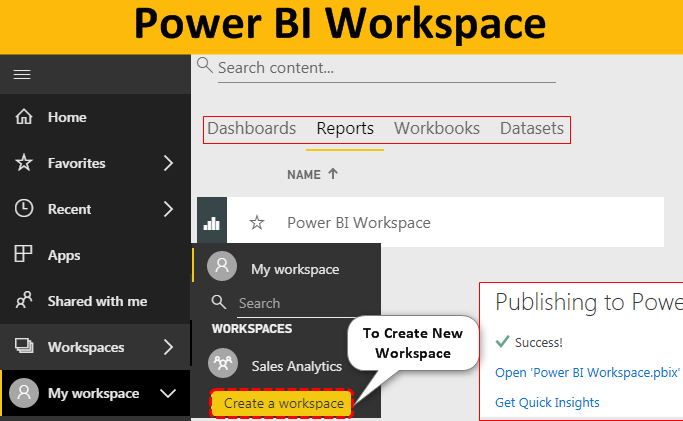 Power BI Workspace
Search content...
Home
Favorites
Recent
Apps
Shared with me
Workspaces
My workspace
Dashboards Reports Workbooks Datasets
NAME ↑
Power BI Workspace
My workspace
Search
WORKSPACES
Sales Analytics
Create a workspace
To Create New
Workspace
Publishing to Powe
Success!
Open 'Power BI Workspace.pbix'
Get Quick Insights